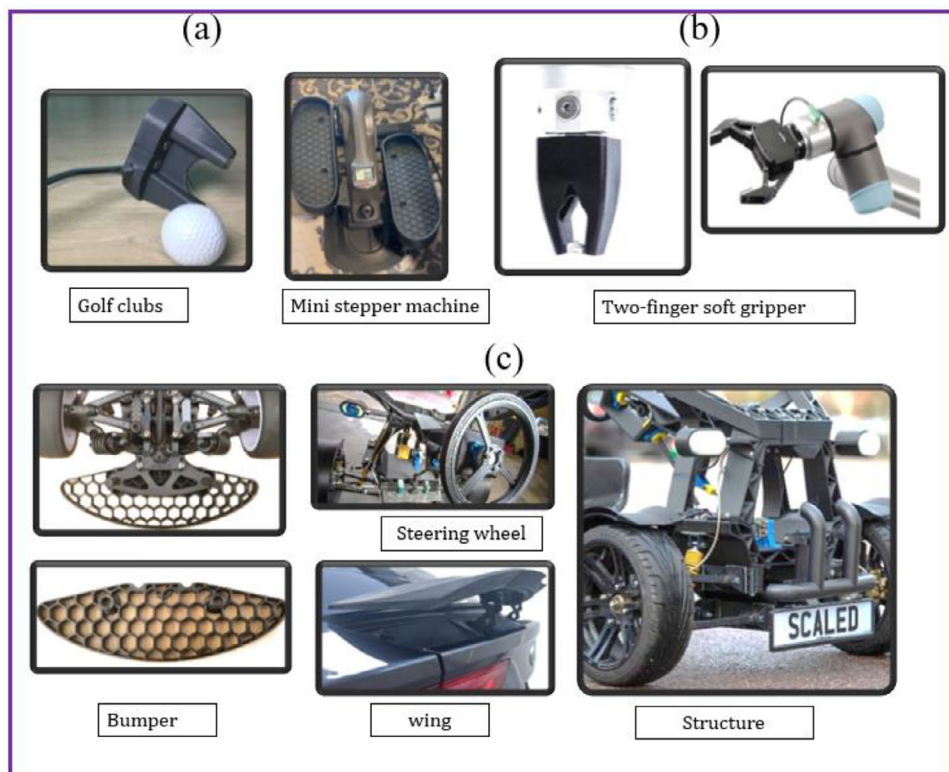 (a)
(b)
Golf clubs
Mini stepper machine
Two-finger soft gripper
(c)
Steering wheel
SCALED
Bumper
wing
Structure